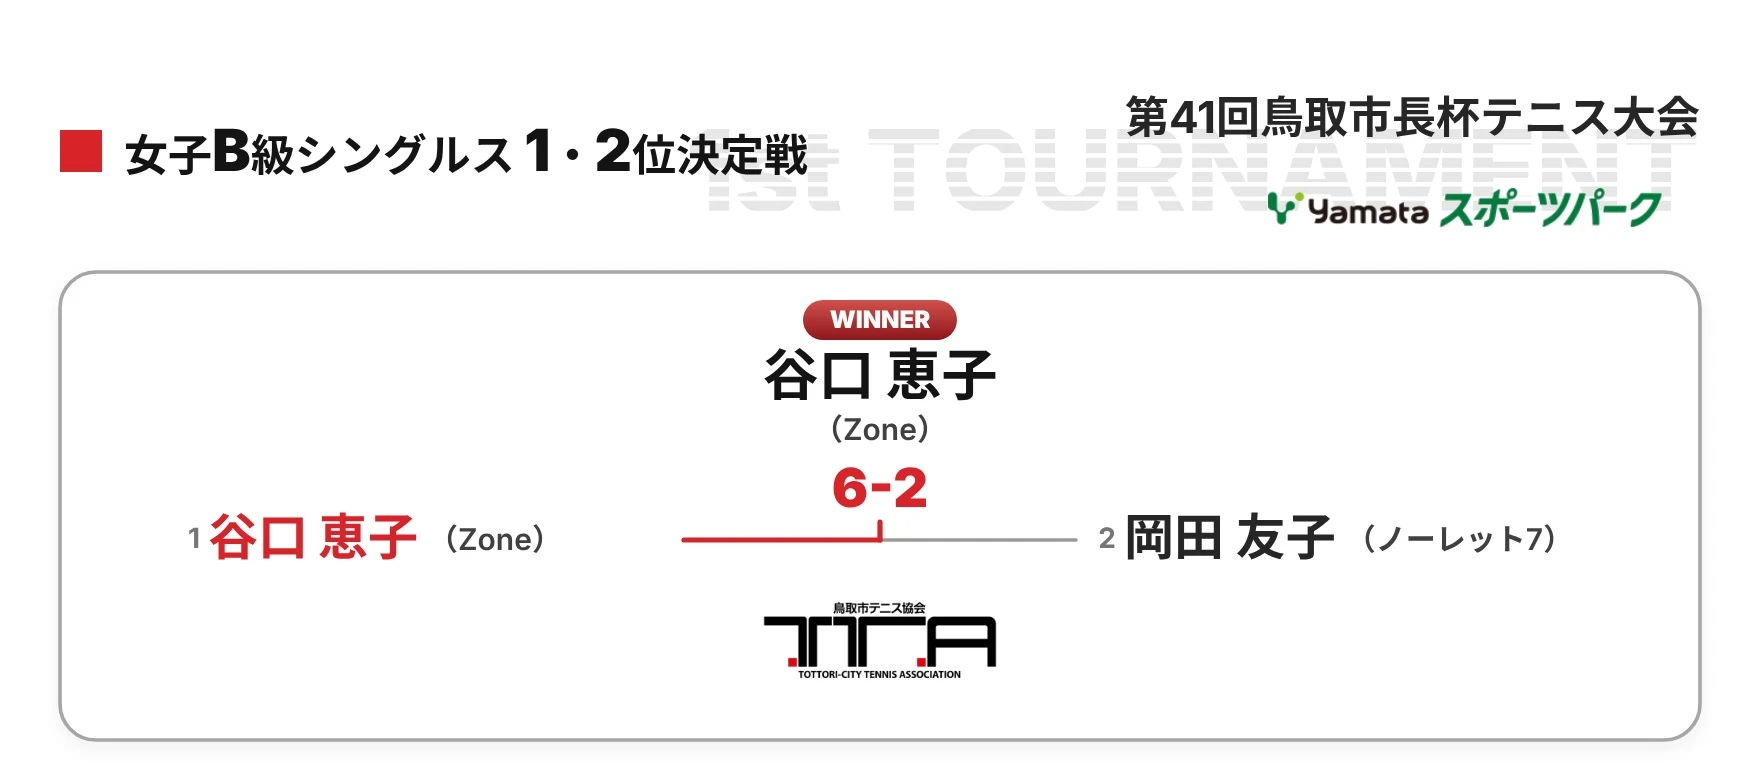 第41回鳥取市長杯テニス大会
女子B級シングルス 1・2位決定戦
1st TOURNAMENT
Yamata スポーツパーク
WINNER
谷口 恵子
（Zone）
6-2
1 谷口 恵子 （Zone）
2 岡田 友子 （ノーレット7）
鳥取市テニス協会
TTCA
TOTTORI-CITY TENNIS ASSOCIATION